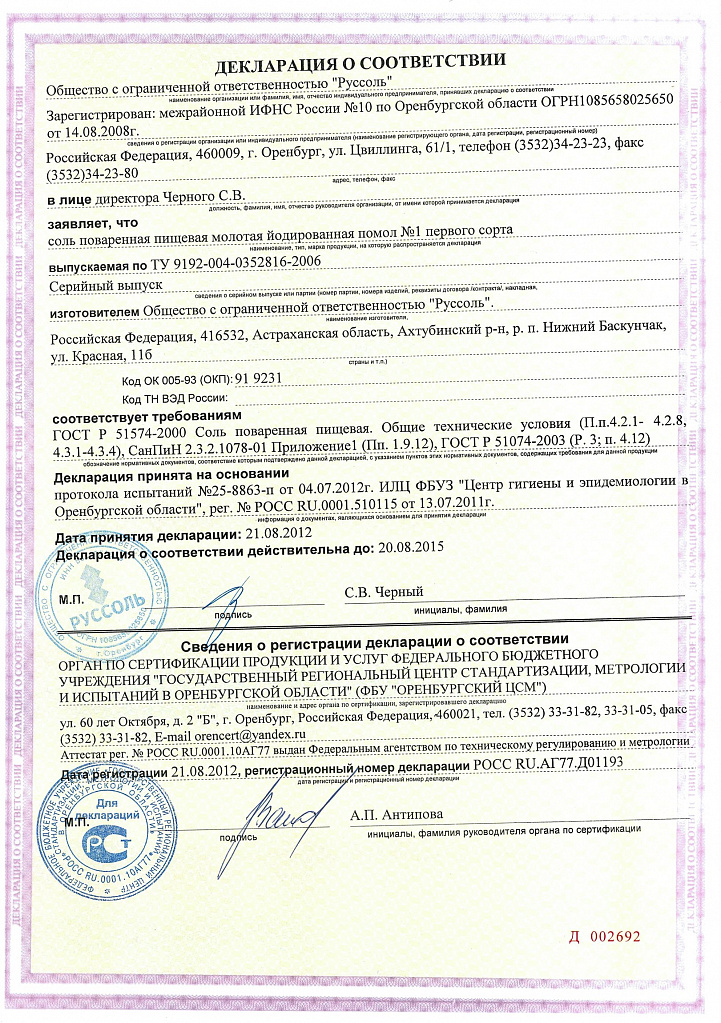 ДЕКЛАРАЦИЯ О СООТВЕТСТВИИ
Общество с ограниченной ответственностью "Руссоль"
наименование организации или фамилия, имя, отчество индивидуального предпринимателя, принявших декларацию о соответствии
Зарегистрирован: межрайонной ИФНС России №10 по Оренбургской области ОГРН1085658025650
от 14.08.2008г.
сведения о регистрации организации или индивидуального предпринимателя (наименование регистрирующего органа, дата регистрации, регистрационный номер)
Российская Федерация, 460009, г. Оренбург, ул. Цвиллинга, 61/1, телефон (3532)34-23-23, факс
(3532)34-23-80
адрес, телефон, факс
в лице директора Черного С.В.
должность, фамилия, имя, отчество руководителя организации, от имени которой принимается декларация
заявляет, что
соль поваренная пищевая молотая йодированная помол №1 первого сорта
наименование, тип, марка продукции, на которую распространяется декларация
выпускаемая по ТУ 9192-004-0352816-2006
Серийный выпуск
сведения о серийном выпуске или партии (номер партии, номера изделий, реквизиты договора /контракта/, накладная,
изготовителем Общество с ограниченной ответственностью "Руссоль".
наименование изготовителя,
Российская Федерация, 416532, Астраханская область, Ахтубинский р-н, р. п. Нижний Баскунчак,
ул. Красная, 11б
страны и т.п.)
Код ОК 005-93 (ОКП): 91 9231
Код ТН ВЭД России:
соответствует требованиям
ГОСТ Р 51574-2000 Соль поваренная пищевая. Общие технические условия (П.п.4.2.1- 4.2.8,
4.3.1-4.3.4), СанПиН 2.3.2.1078-01 Приложение1 (Пп. 1.9.12), ГОСТ Р 51074-2003 (Р. 3; п. 4.12)
обозначение нормативных документов, соответствие которым подтверждено данной декларацией, с указанием пунктов этих нормативных документов, содержащих требования для данной продукции
Декларация принята на основании
протокола испытаний №25-8863-п от 04.07.2012г. ИЛЦ ФБУЗ "Центр гигиены и эпидемиологии в
Оренбургской области", рег. № РОСС RU.0001.510115 от 13.07.2011г.
информация о документах, являющихся основанием для принятия декларации
Дата принятия декларации: 21.08.2012
Декларация о соответствии действительна до: 20.08.2015
РУССОЛЬ
г.Оренбург
М.П.
С.В. Черный
подпись
инициалы, фамилия
Сведения о регистрации декларации о соответствии
ОРГАН ПО СЕРТИФИКАЦИИ ПРОДУКЦИИ И УСЛУГ ФЕДЕРАЛЬНОГО БЮДЖЕТНОГО
УЧРЕЖДЕНИЯ "ГОСУДАРСТВЕННЫЙ РЕГИОНАЛЬНЫЙ ЦЕНТР СТАНДАРТИЗАЦИИ, МЕТРОЛОГИИ
И ИСПЫТАНИЙ В ОРЕНБУРГСКОЙ ОБЛАСТИ" (ФБУ "ОРЕНБУРГСКИЙ ЦСМ")
наименование и адрес органа по сертификации, зарегистрировавшего декларацию
ул. 60 лет Октября, д. 2 "Б", г. Оренбург, Российская Федерация, 460021, тел. (3532) 33-31-82, 33-31-05, факс
(3532) 33-31-82, E-mail orencert@yandex.ru
Аттестат рег. № РОСС RU.0001.10АГ77 выдан Федеральным агентством по техническому регулированию и метрологии
Дата регистрации 21.08.2012, регистрационный номер декларации РОСС RU.АГ77.Д01193
дата регистрации и регистрационный номер декларации
М.П.
Для
деклараций
РОСС RU.0001.10АГ77
А.П. Антипова
подпись
инициалы, фамилия руководителя органа по сертификации
Д 002692